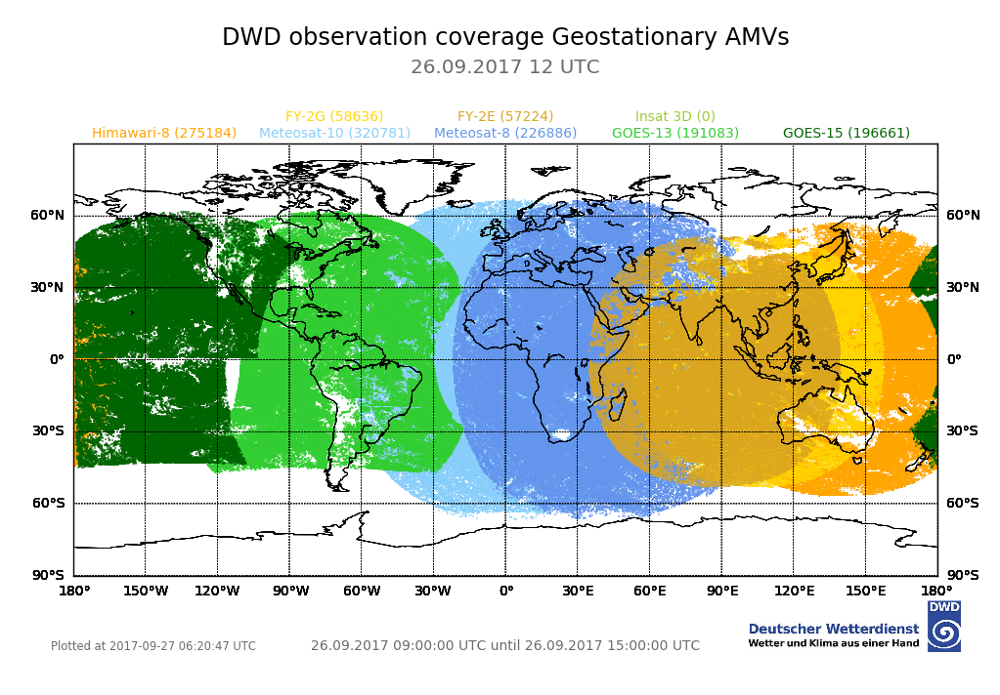 DWD observation coverage Geostationary AMVs
26.09.2017 12 UTC
FY-2G (58636) FY-2E (57224) Insat 3D (0)
Himawari-8 (275184) Meteosat-10 (320781) Meteosat-8 (226886) GOES-13 (191083) GOES-15 (196661)
60°N 60°N
30°N 30°N
0° 0°
30°S 30°S
60°S 60°S
90°S 90°S
180° 150°W 120°W 90°W 60°W 30°W 0° 30°E 60°E 90°E 120°E 150°E 180°
DWD
Deutscher Wetterdienst
Wetter und Klima aus einer Hand
Plotted at 2017-09-27 06:20:47 UTC 26.09.2017 09:00:00 UTC until 26.09.2017 15:00:00 UTC